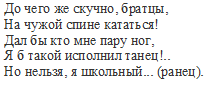 До чего же скучно, братцы,
На чужой спине кататься!
Дал бы кто мне пару ног,
Я б такой исполнил танец!..
Но нельзя, я школьный... (ранец).